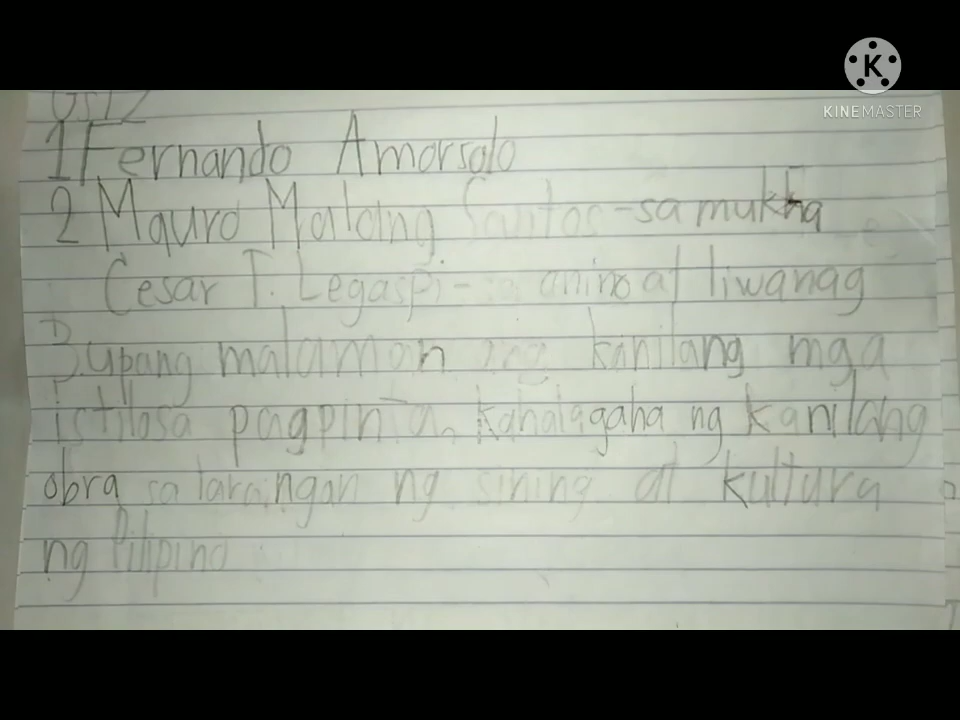 KINEMASTER
1 Fernando Amorsolo
2 Mauro Malang Santos-sa mukha
Cesar T. Legaspi-sa anino at liwanag
3. upang malaman ang kanilang mga
istilosa pagpinta, kahalagaha ng kanilang
obra sa larangan ng sining at kultura
ng Pilipino